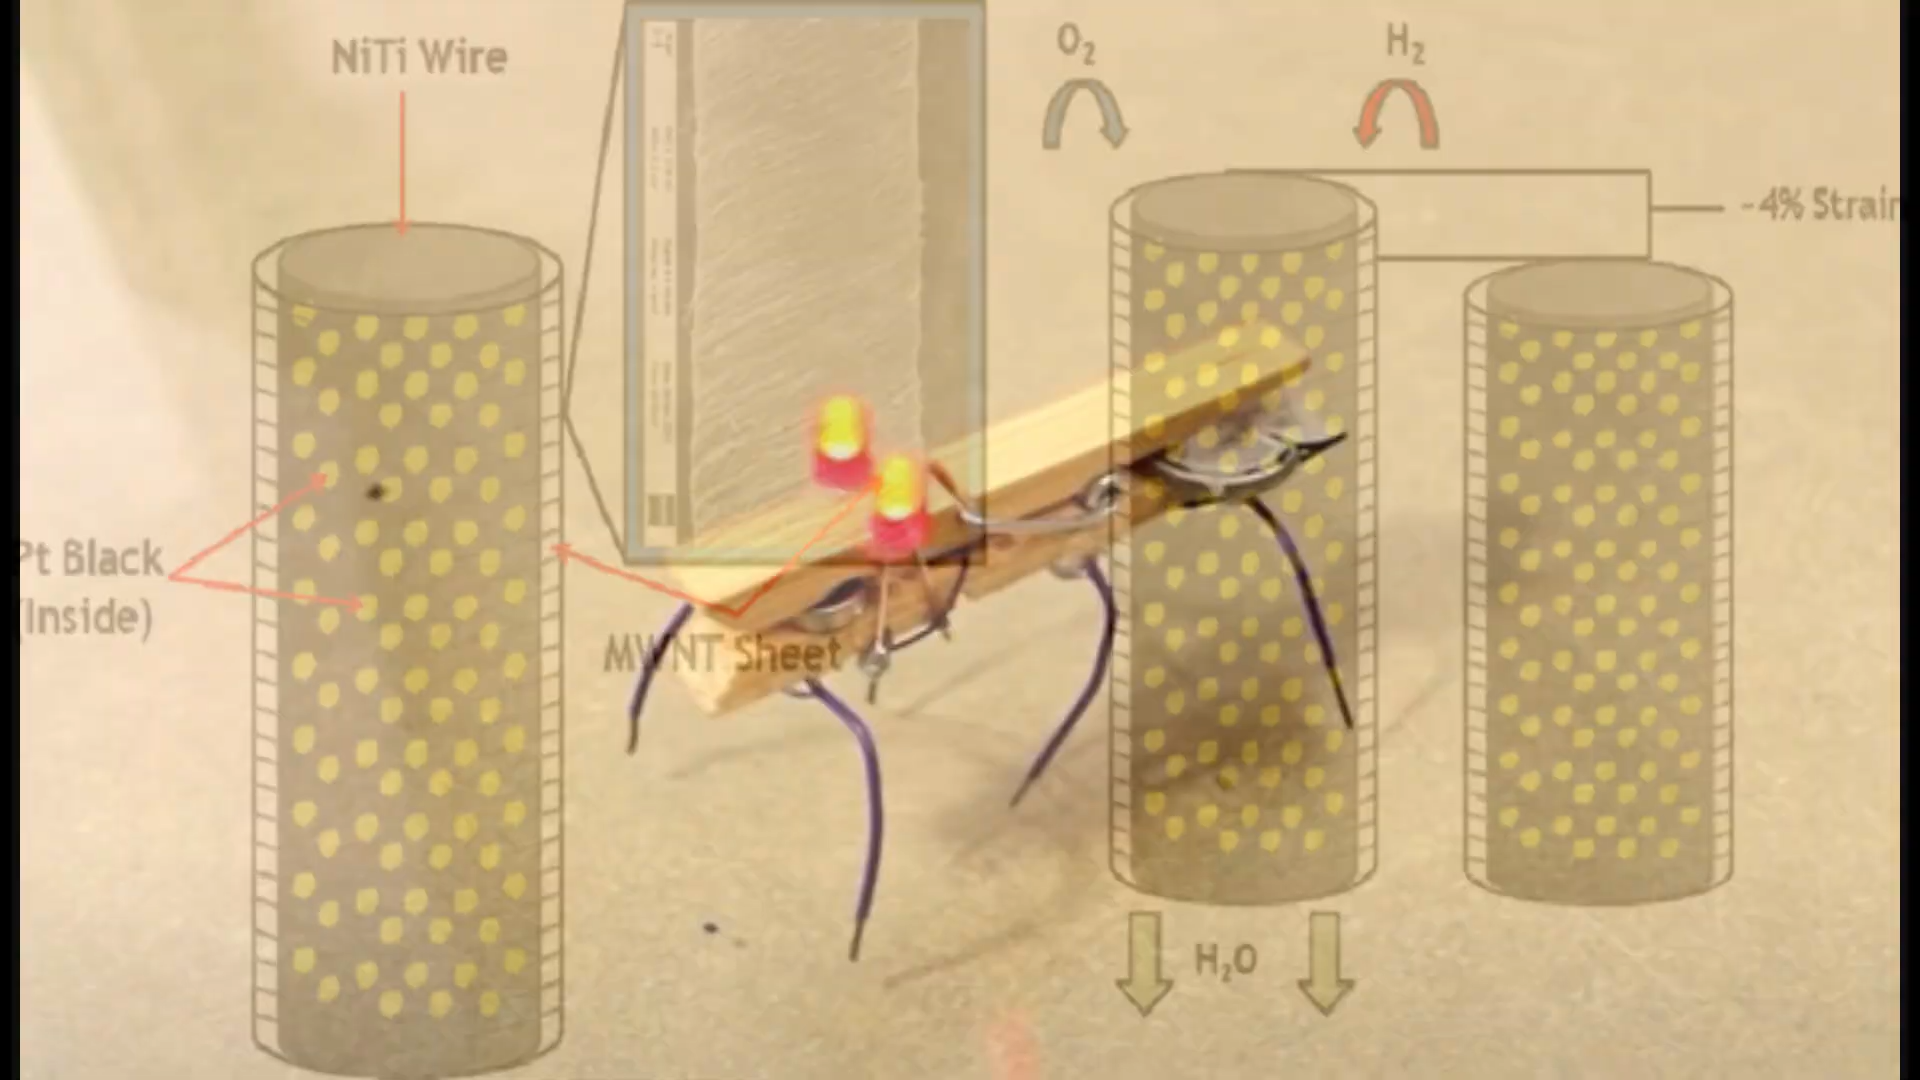 NiTi Wire
O2
H2
-4% Strain
Pt Black
(Inside)
MWNT Sheet
H2O